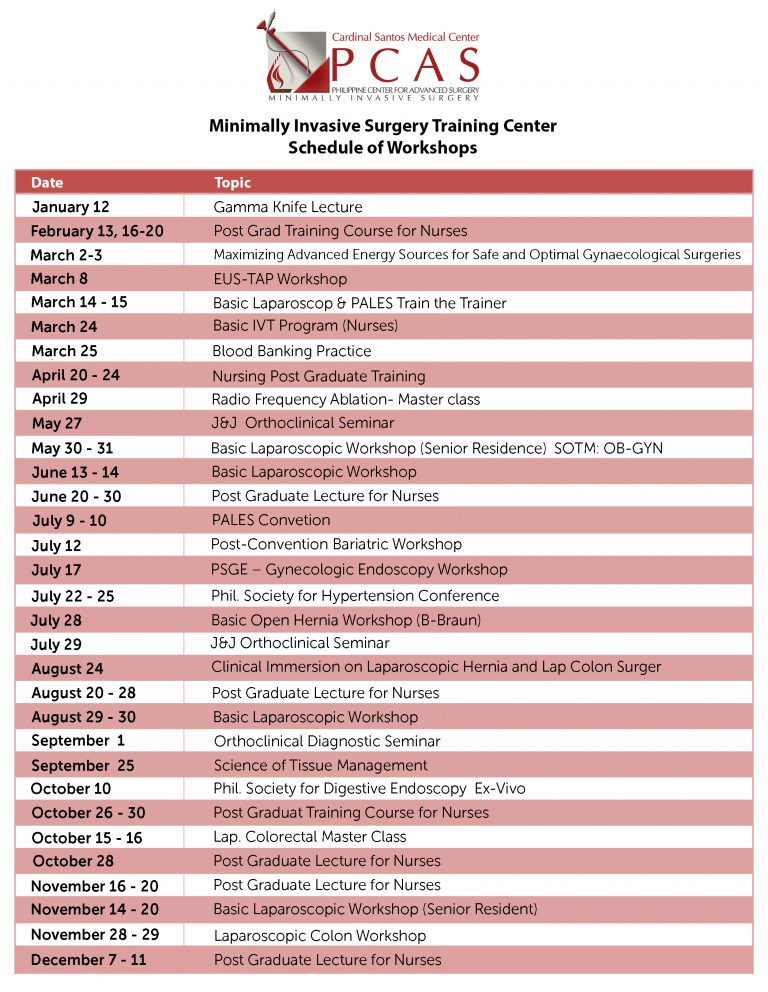 Cardinal Santos Medical Center
PCAS
PHILIPPINE CENTER FOR ADVANCED SURGERY
MINIMALLY INVASIVE SURGERY
Minimally Invasive Surgery Training Center
Schedule of Workshops
Date Topic
January 12 Gamma Knife Lecture
February 13, 16-20 Post Grad Training Course for Nurses
March 2-3 Maximizing Advanced Energy Sources for Safe and Optimal Gynaecological Surgeries
March 8 EUS-TAP Workshop
March 14 - 15 Basic Laparoscop & PALES Train the Trainer
March 24 Basic IVT Program (Nurses)
March 25 Blood Banking Practice
April 20 - 24 Nursing Post Graduate Training
April 29 Radio Frequency Ablation- Master class
May 27 J&J Orthoclinical Seminar
May 30 - 31 Basic Laparoscopic Workshop (Senior Residence) SOTM: OB-GYN
June 13 - 14 Basic Laparoscopic Workshop
June 20 - 30 Post Graduate Lecture for Nurses
July 9 - 10 PALES Convetion
July 12 Post-Convention Bariatric Workshop
July 17 PSGE – Gynecologic Endoscopy Workshop
July 22 - 25 Phil. Society for Hypertension Conference
July 28 Basic Open Hernia Workshop (B-Braun)
July 29 J&J Orthoclinical Seminar
August 24 Clinical Immersion on Laparoscopic Hernia and Lap Colon Surger
August 20 - 28 Post Graduate Lecture for Nurses
August 29 - 30 Basic Laparoscopic Workshop
September 1 Orthoclinical Diagnostic Seminar
September 25 Science of Tissue Management
October 10 Phil. Society for Digestive Endoscopy Ex-Vivo
October 26 - 30 Post Graduat Training Course for Nurses
October 15 - 16 Lap. Colorectal Master Class
October 28 Post Graduate Lecture for Nurses
November 16 - 20 Post Graduate Lecture for Nurses
November 14 - 20 Basic Laparoscopic Workshop (Senior Resident)
November 28 - 29 Laparoscopic Colon Workshop
December 7 - 11 Post Graduate Lecture for Nurses